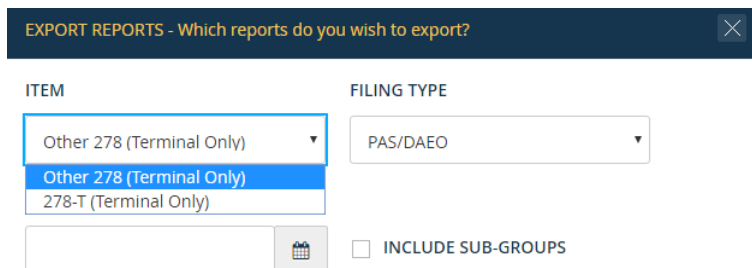 EXPORT REPORTS - Which reports do you wish to export?
ITEM
FILING TYPE
Other 278 (Terminal Only)
PAS/DAEO
Other 278 (Terminal Only)
278-T (Terminal Only)
INCLUDE SUB-GROUPS